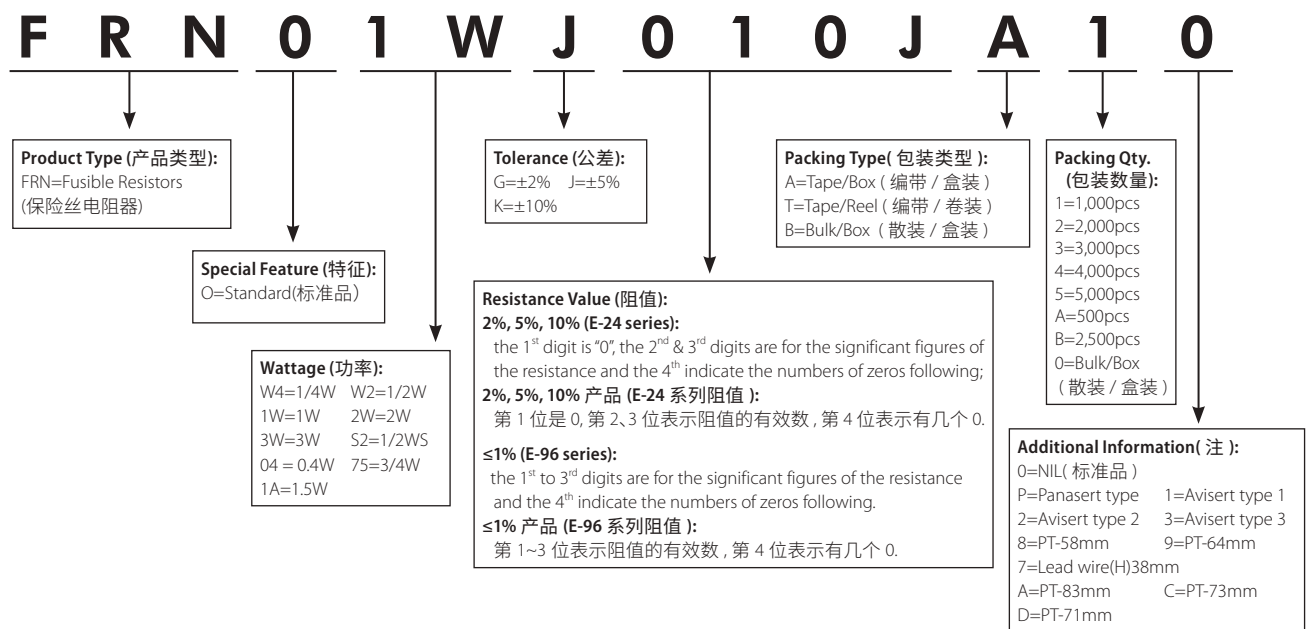 F R N 0 1 W J 0 1 0 J A 1 0
Product Type (产品类型):
FRN=Fusible Resistors
(保险丝电阻器)
Special Feature (特征):
O=Standard(标准品)
Wattage (功率):
W4=1/4W W2=1/2W
1W=1W 2W=2W
3W=3W S2=1/2WS
04 = 0.4W 75=3/4W
1A=1.5W
Tolerance (公差):
G=±2% J=±5%
K=±10%
Resistance Value (阻值):
2%, 5%, 10% (E-24 series):
the 1st digit is "0", the 2nd & 3rd digits are for the significant figures of
the resistance and the 4th indicate the numbers of zeros following;
2%, 5%, 10% 产品 (E-24 系列阻值 ):
第 1 位是 0, 第 2、3 位表示阻值的有效数 , 第 4 位表示有几个 0.
≤1% (E-96 series):
the 1st to 3rd digits are for the significant figures of the resistance
and the 4th indicate the numbers of zeros following.
≤1% 产品 (E-96 系列阻值 ):
第 1~3 位表示阻值的有效数 , 第 4 位表示有几个 0.
Packing Type( 包装类型 ):
A=Tape/Box ( 编带 / 盒装 )
T=Tape/Reel ( 编带 / 卷装 )
B=Bulk/Box ( 散装 / 盒装 )
Packing Qty.
(包装数量):
1=1,000pcs
2=2,000pcs
3=3,000pcs
4=4,000pcs
5=5,000pcs
A=500pcs
B=2,500pcs
0=Bulk/Box
( 散装 / 盒装 )
Additional Information( 注 ):
0=NIL( 标准品 )
P=Panasert type 1=Avisert type 1
2=Avisert type 2 3=Avisert type 3
8=PT-58mm 9=PT-64mm
7=Lead wire(H)38mm
A=PT-83mm C=PT-73mm
D=PT-71mm